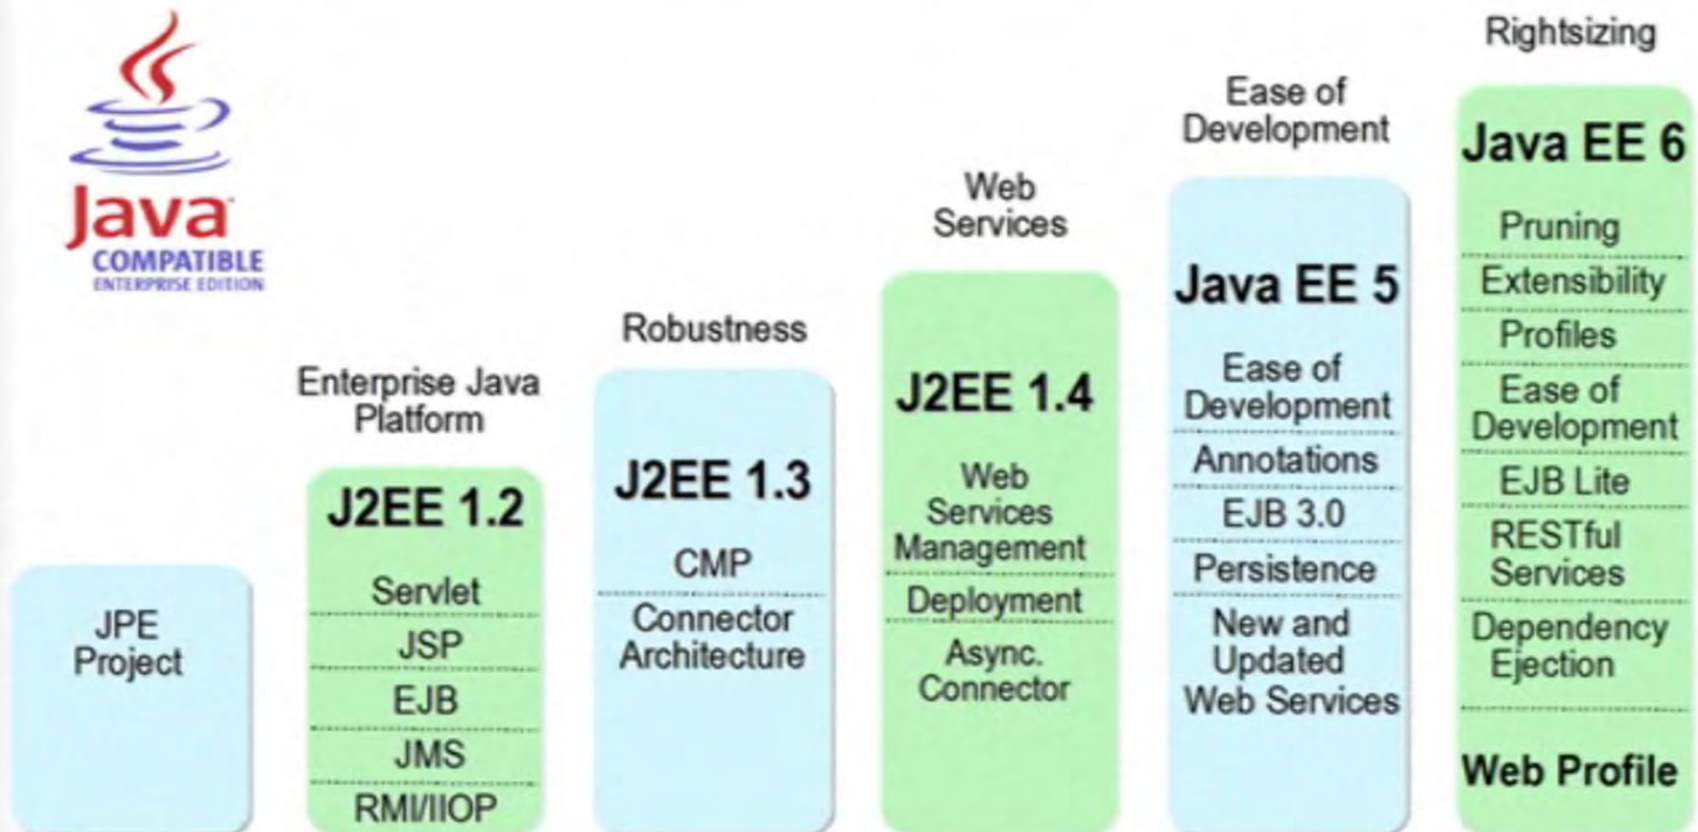 Java
COMPATIBLE
ENTERPRISE EDITION
JPE
Project
Enterprise Java
Platform
J2EE 1.2
Servlet
JSP
EJB
JMS
RMI/IIOP
Robustness
J2EE 1.3
CMP
Connector
Architecture
Web
Services
J2EE 1.4
Web
Services
Management
Deployment
Async.
Connector
Ease of
Development
Java EE 5
Ease of
Development
Annotations
EJB 3.0
Persistence
New and
Updated
Web Services
Rightsizing
Java EE 6
Pruning
Extensibility
Profiles
Ease of
Development
EJB Lite
RESTful
Services
Dependency
Ejection
Web Profile